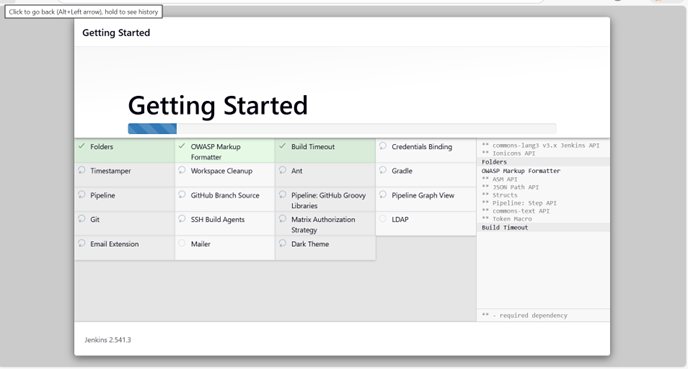 Click to go back (Alt+Left arrow), hold to see history
Getting Started
Getting Started
Folders
OWASP Markup
Formatter
Build Timeout
Credentials Binding
Timestamper
Workspace Cleanup
Ant
Gradle
Pipeline
GitHub Branch Source
Pipeline: GitHub Groovy
Libraries
Pipeline Graph View
Git
SSH Build Agents
Matrix Authorization
Strategy
LDAP
Email Extension
Mailer
Dark Theme
** commons-lang3 v3.x Jenkins API
** Ionicons API
Folders
OWASP Markup Formatter
** ASM API
** JSON Path API
** Structs
** Pipeline: Step API
** commons-text API
** Token Macro
Build Timeout
** - required dependency
Jenkins 2.541.3